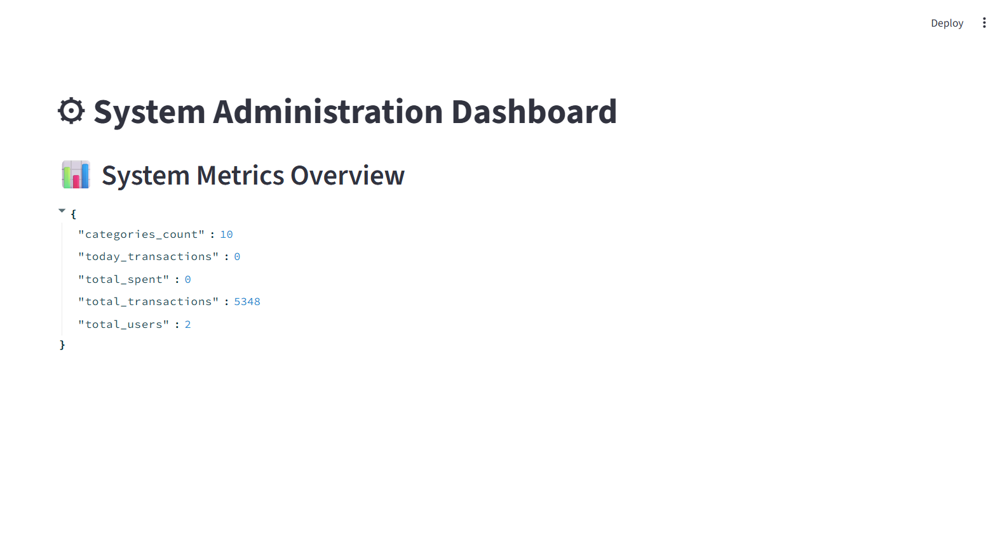 Deploy
⚙ System Administration Dashboard
📊 System Metrics Overview
{
"categories_count" : 10
"today_transactions" : 0
"total_spent" : 0
"total_transactions" : 5348
"total_users" : 2
}